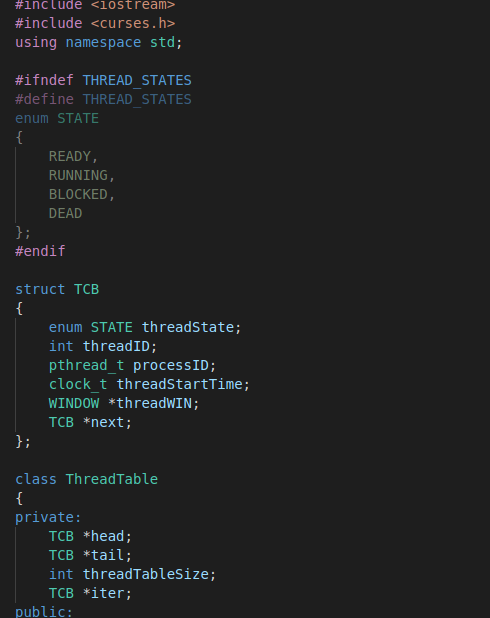 #include <iostream>
#include <curses.h>
using namespace std;
#ifndef THREAD_STATES
#define THREAD_STATES
enum STATE
{
READY,
RUNNING,
BLOCKED,
DEAD
};
#endif
struct TCB
{
enum STATE threadState;
int threadID;
pthread_t processID;
clock_t threadStartTime;
WINDOW *threadWIN;
TCB *next;
};
class ThreadTable
{
private:
TCB *head;
TCB *tail;
int threadTableSize;
TCB *iter;
public: